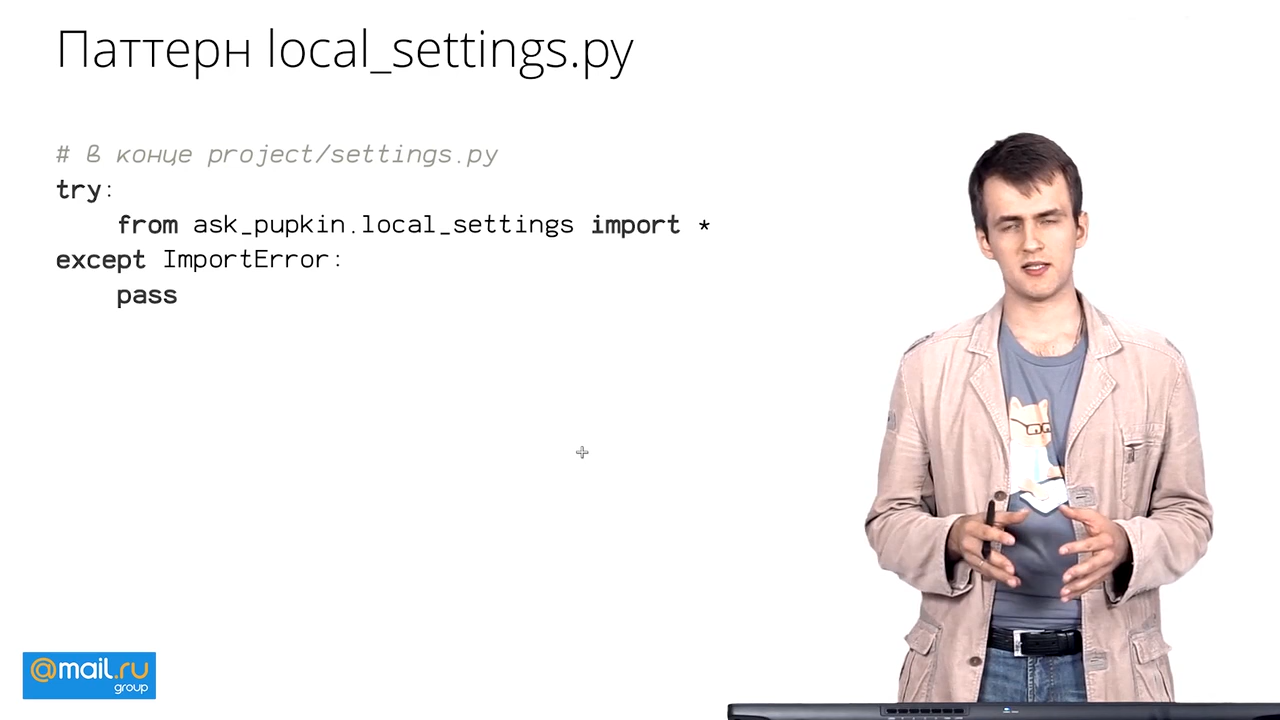 Паттерн local_settings.py
# В конце project/settings.py
try:
    from ask_pupkin.local_settings import *
except ImportError:
    pass
@mail.ru
group